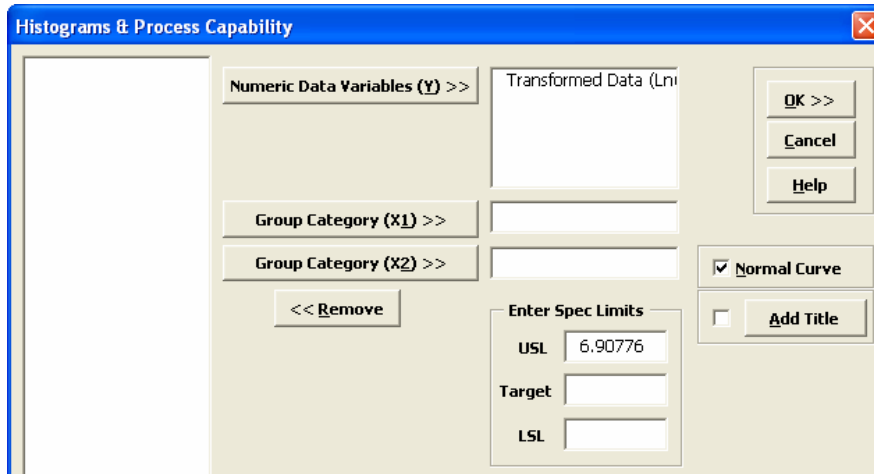 Histograms & Process Capability
Numeric Data Variables (Y) >>
Transformed Data (Ln
OK >>
Cancel
Help
Group Category (X1) >>
Group Category (X2) >>
<< Remove
Normal Curve
Add Title
Enter Spec Limits
USL 6.90776
Target
LSL